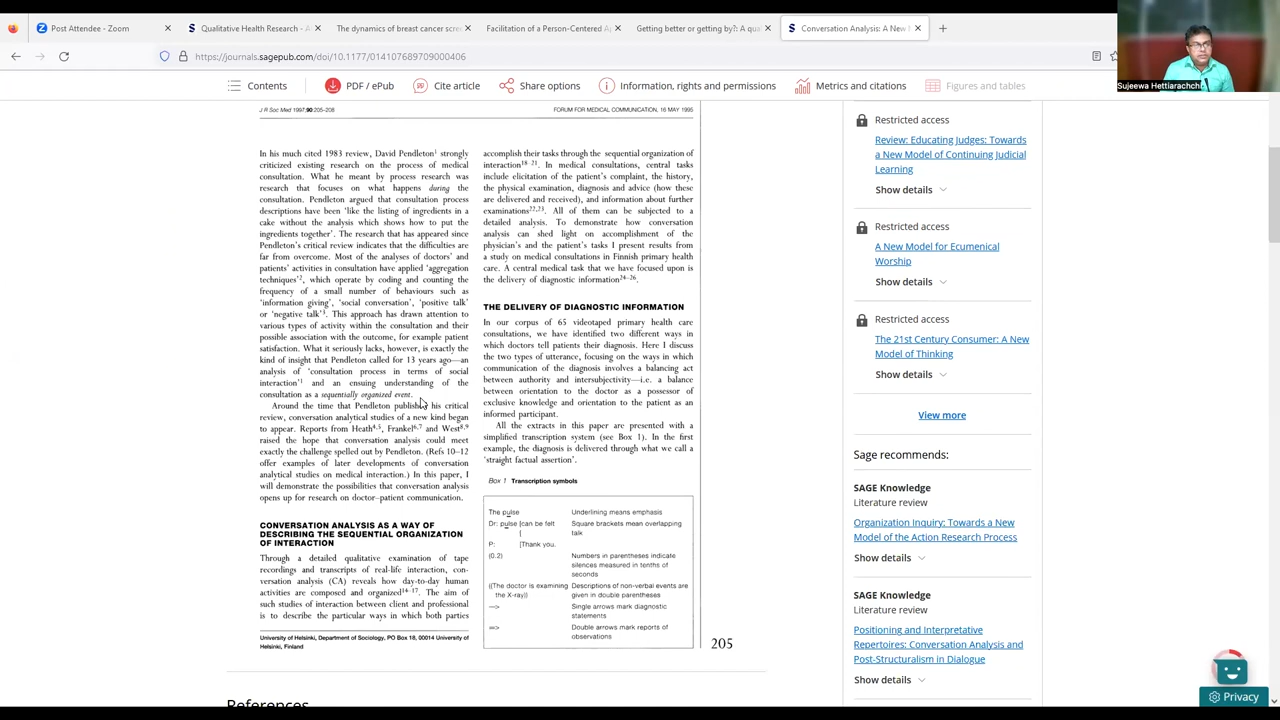 Post Attendee - Zoom
Qualitative Health Research - A
The dynamics of breast cancer scre
Facilitation of a Person-Centered A
Getting better or getting by?: A qua
Conversation Analysis: A New M
https://journals.sagepub.com/doi/10.1177/014107689709000406
Sujeewa Hettiarachchi
Contents
PDF / ePub
Cite article
Share options
Information, rights and permissions
Metrics and citations
Figures and tables
J R Soc Med 1997;90:205-208
FORUM FOR MEDICAL COMMUNICATION, 16 MAY 1995
In his much cited 1983 review, David Pendleton1 strongly
criticized existing research on the process of medical
consultation. What he meant by process research was
research that focuses on what happens during the
consultation. Pendleton argued that consultation process
descriptions have been 'like the listing of ingredients in a
cake without the analysis which shows how to put the
ingredients together'. The research that has appeared since
Pendleton's critical review indicates that the difficulties are
far from overcome. Most of the analyses of doctors' and
patients' activities in consultation have applied 'aggregation
techniques'2, which operate by coding and counting the
frequency of a small number of behaviours such as
'information giving', 'social conversation', 'positive talk'
or 'negative talk'3. This approach has drawn attention to
various types of activity within the consultation and their
possible association with the outcome, for example patient
satisfaction. What it seriously lacks, however, is exactly the
kind of insight that Pendleton called for 13 years ago—an
analysis of 'consultation process in terms of social
interaction'1 and an ensuing understanding of the
consultation as a sequentially organized event.
Around the time that Pendleton published his critical
review, conversation analytical studies of a new kind began
to appear. Reports from Heath4,5, Frankel6,7 and West8,9
raised the hope that conversation analysis could meet
exactly the challenge spelled out by Pendleton. (Refs 10–12
offer examples of later developments of conversation
analytical studies on medical interaction.) In this paper, I
will demonstrate the possibilities that conversation analysis
opens up for research on doctor–patient communication.
CONVERSATION ANALYSIS AS A WAY OF
DESCRIBING THE SEQUENTIAL ORGANIZATION
OF INTERACTION
Through a detailed qualitative examination of tape
recordings and transcripts of real-life interaction, con-
versation analysis (CA) reveals how day-to-day human
activities are composed and organized14–17. The aim of
such studies of interaction between client and professional
is to describe the particular ways in which both parties
University of Helsinki, Department of Sociology, PO Box 18, 00014 University of
Helsinki, Finland
accomplish their tasks through the sequential organization of
interaction18–21. In medical consultations, central tasks
include elicitation of the patient's complaint, the history,
the physical examination, diagnosis and advice (how these
are delivered and received), and information about further
examinations22,23. All of them can be subjected to a
detailed analysis. To demonstrate how conversation
analysis can shed light on accomplishment of the
physician's and the patient's tasks I present results from
a study on medical consultations in Finnish primary health
care. A central medical task that we have focused upon is
the delivery of diagnostic information24–26.
THE DELIVERY OF DIAGNOSTIC INFORMATION
In our corpus of 65 videotaped primary health care
consultations, we have identified two different ways in
which doctors tell patients their diagnosis. Here I discuss
the two types of utterance, focusing on the ways in which
communication of the diagnosis involves a balancing act
between authority and intersubjectivity—i.e. a balance
between orientation to the doctor as a possessor of
exclusive knowledge and orientation to the patient as an
informed participant.
All the extracts in this paper are presented with a
simplified transcription system (see Box 1). In the first
example, the diagnosis is delivered through what we call a
'straight factual assertion'.
Box 1 Transcription symbols
The pulse Underlining means emphasis
Dr: pulse [can be felt Square brackets mean overlapping
[ talk
P: [Thank you.
(0.2) Numbers in parentheses indicate
silences measured in tenths of
seconds
((The doctor is examining Descriptions of non-verbal events are
the X-ray)) given in double parentheses
—> Single arrows mark diagnostic
statements
==> Double arrows mark reports of
observations
205
References
Restricted access
Review: Educating Judges: Towards
a New Model of Continuing Judicial
Learning
Show details
Restricted access
A New Model for Ecumenical
Worship
Show details
Restricted access
The 21st Century Consumer: A New
Model of Thinking
Show details
View more
Sage recommends:
SAGE Knowledge
Literature review
Organization Inquiry: Towards a New
Model of the Action Research Process
Show details
SAGE Knowledge
Literature review
Positioning and Interpretative
Repertoires: Conversation Analysis and
Post-Structuralism in Dialogue
Show details
Privacy